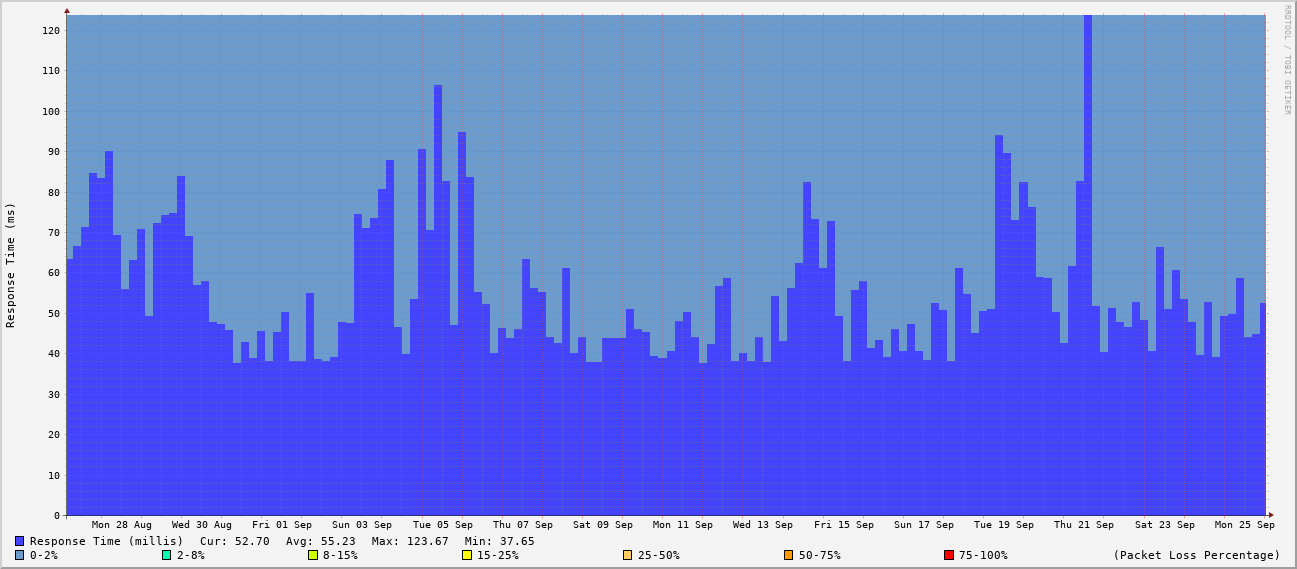 RRDTOOL / TOBI OETIKER
Response Time (ms)
120
110
100
90
80
70
60
50
40
30
20
10
0
Mon 28 Aug Wed 30 Aug Fri 01 Sep Sun 03 Sep Tue 05 Sep Thu 07 Sep Sat 09 Sep Mon 11 Sep Wed 13 Sep Fri 15 Sep Sun 17 Sep Tue 19 Sep Thu 21 Sep Sat 23 Sep Mon 25 Sep
Response Time (millis) Cur: 52.70 Avg: 55.23 Max: 123.67 Min: 37.65
0-2% 2-8% 8-15% 15-25% 25-50% 50-75% 75-100% (Packet Loss Percentage)